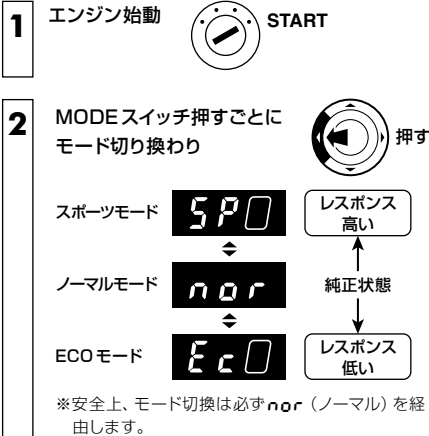 1
エンジン始動
START
2
MODEスイッチ押すごとに
モード切り換わり
押す
スポーツモード
SP0
レスポンス
高い
ノーマルモード
nor
純正状態
ECOモード
Ec0
レスポンス
低い
※安全上、モード切換は必ずnor（ノーマル）を経
由します。